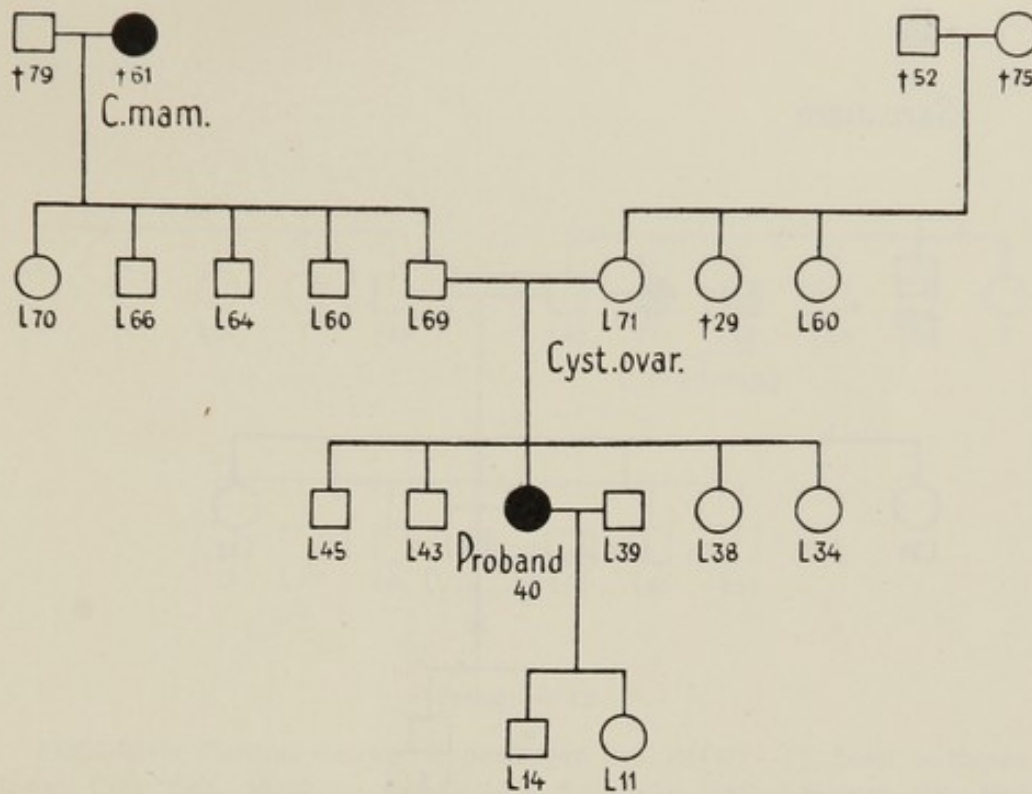 †79 †61 †52 †75
C.mam.
L70 L66 L64 L60 L69 L71 †29 L60
Cyst.ovar.
L45 L43 Proband L39 L38 L34
40
L14 L11